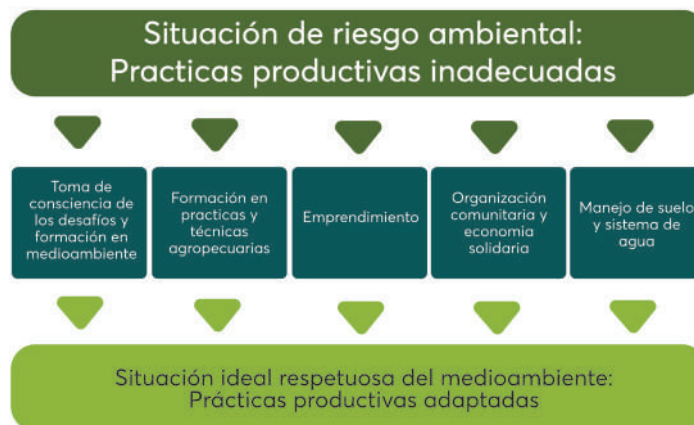 Situación de riesgo ambiental:
Practicas productivas inadecuadas
Toma de
consciencia de
los desafíos y
formación en
medioambiente
Formación en
practicas y
técnicas
agropecuarias
Emprendimiento
Organización
comunitaria y
economia
solidaria
Manejo de suelo
y sistema de
agua
Situación ideal respetuosa del medioambiente:
Prácticas productivas adaptadas